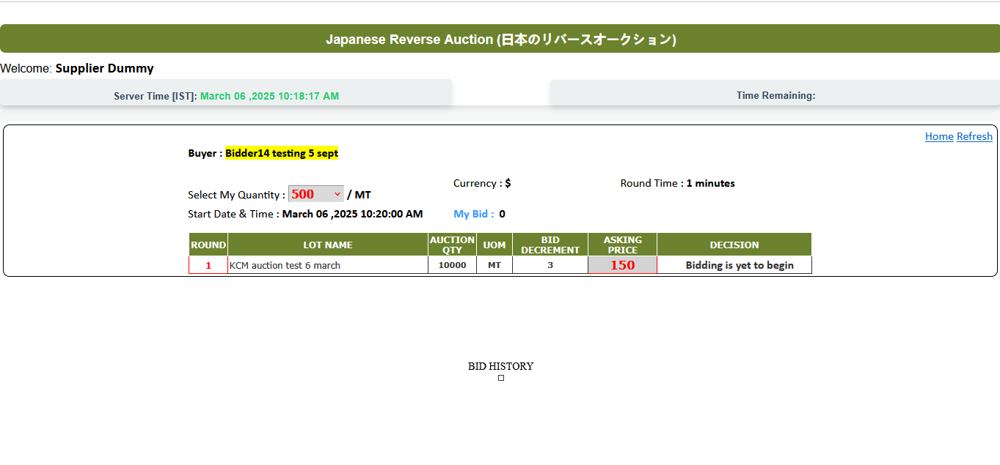 Japanese Reverse Auction (日本のリバースオークション)
Welcome: Supplier Dummy
Server Time [IST]: March 06 ,2025 10:18:17 AM
Time Remaining:
Home Refresh
Buyer : Bidder14 testing 5 sept
Select My Quantity : 500 / MT
Currency : $
Round Time : 1 minutes
Start Date & Time : March 06 ,2025 10:20:00 AM
My Bid : 0
ROUND LOT NAME AUCTION QTY UOM BID DECREMENT ASKING PRICE DECISION
1 KCM auction test 6 march 10000 MT 3 150 Bidding is yet to begin
BID HISTORY